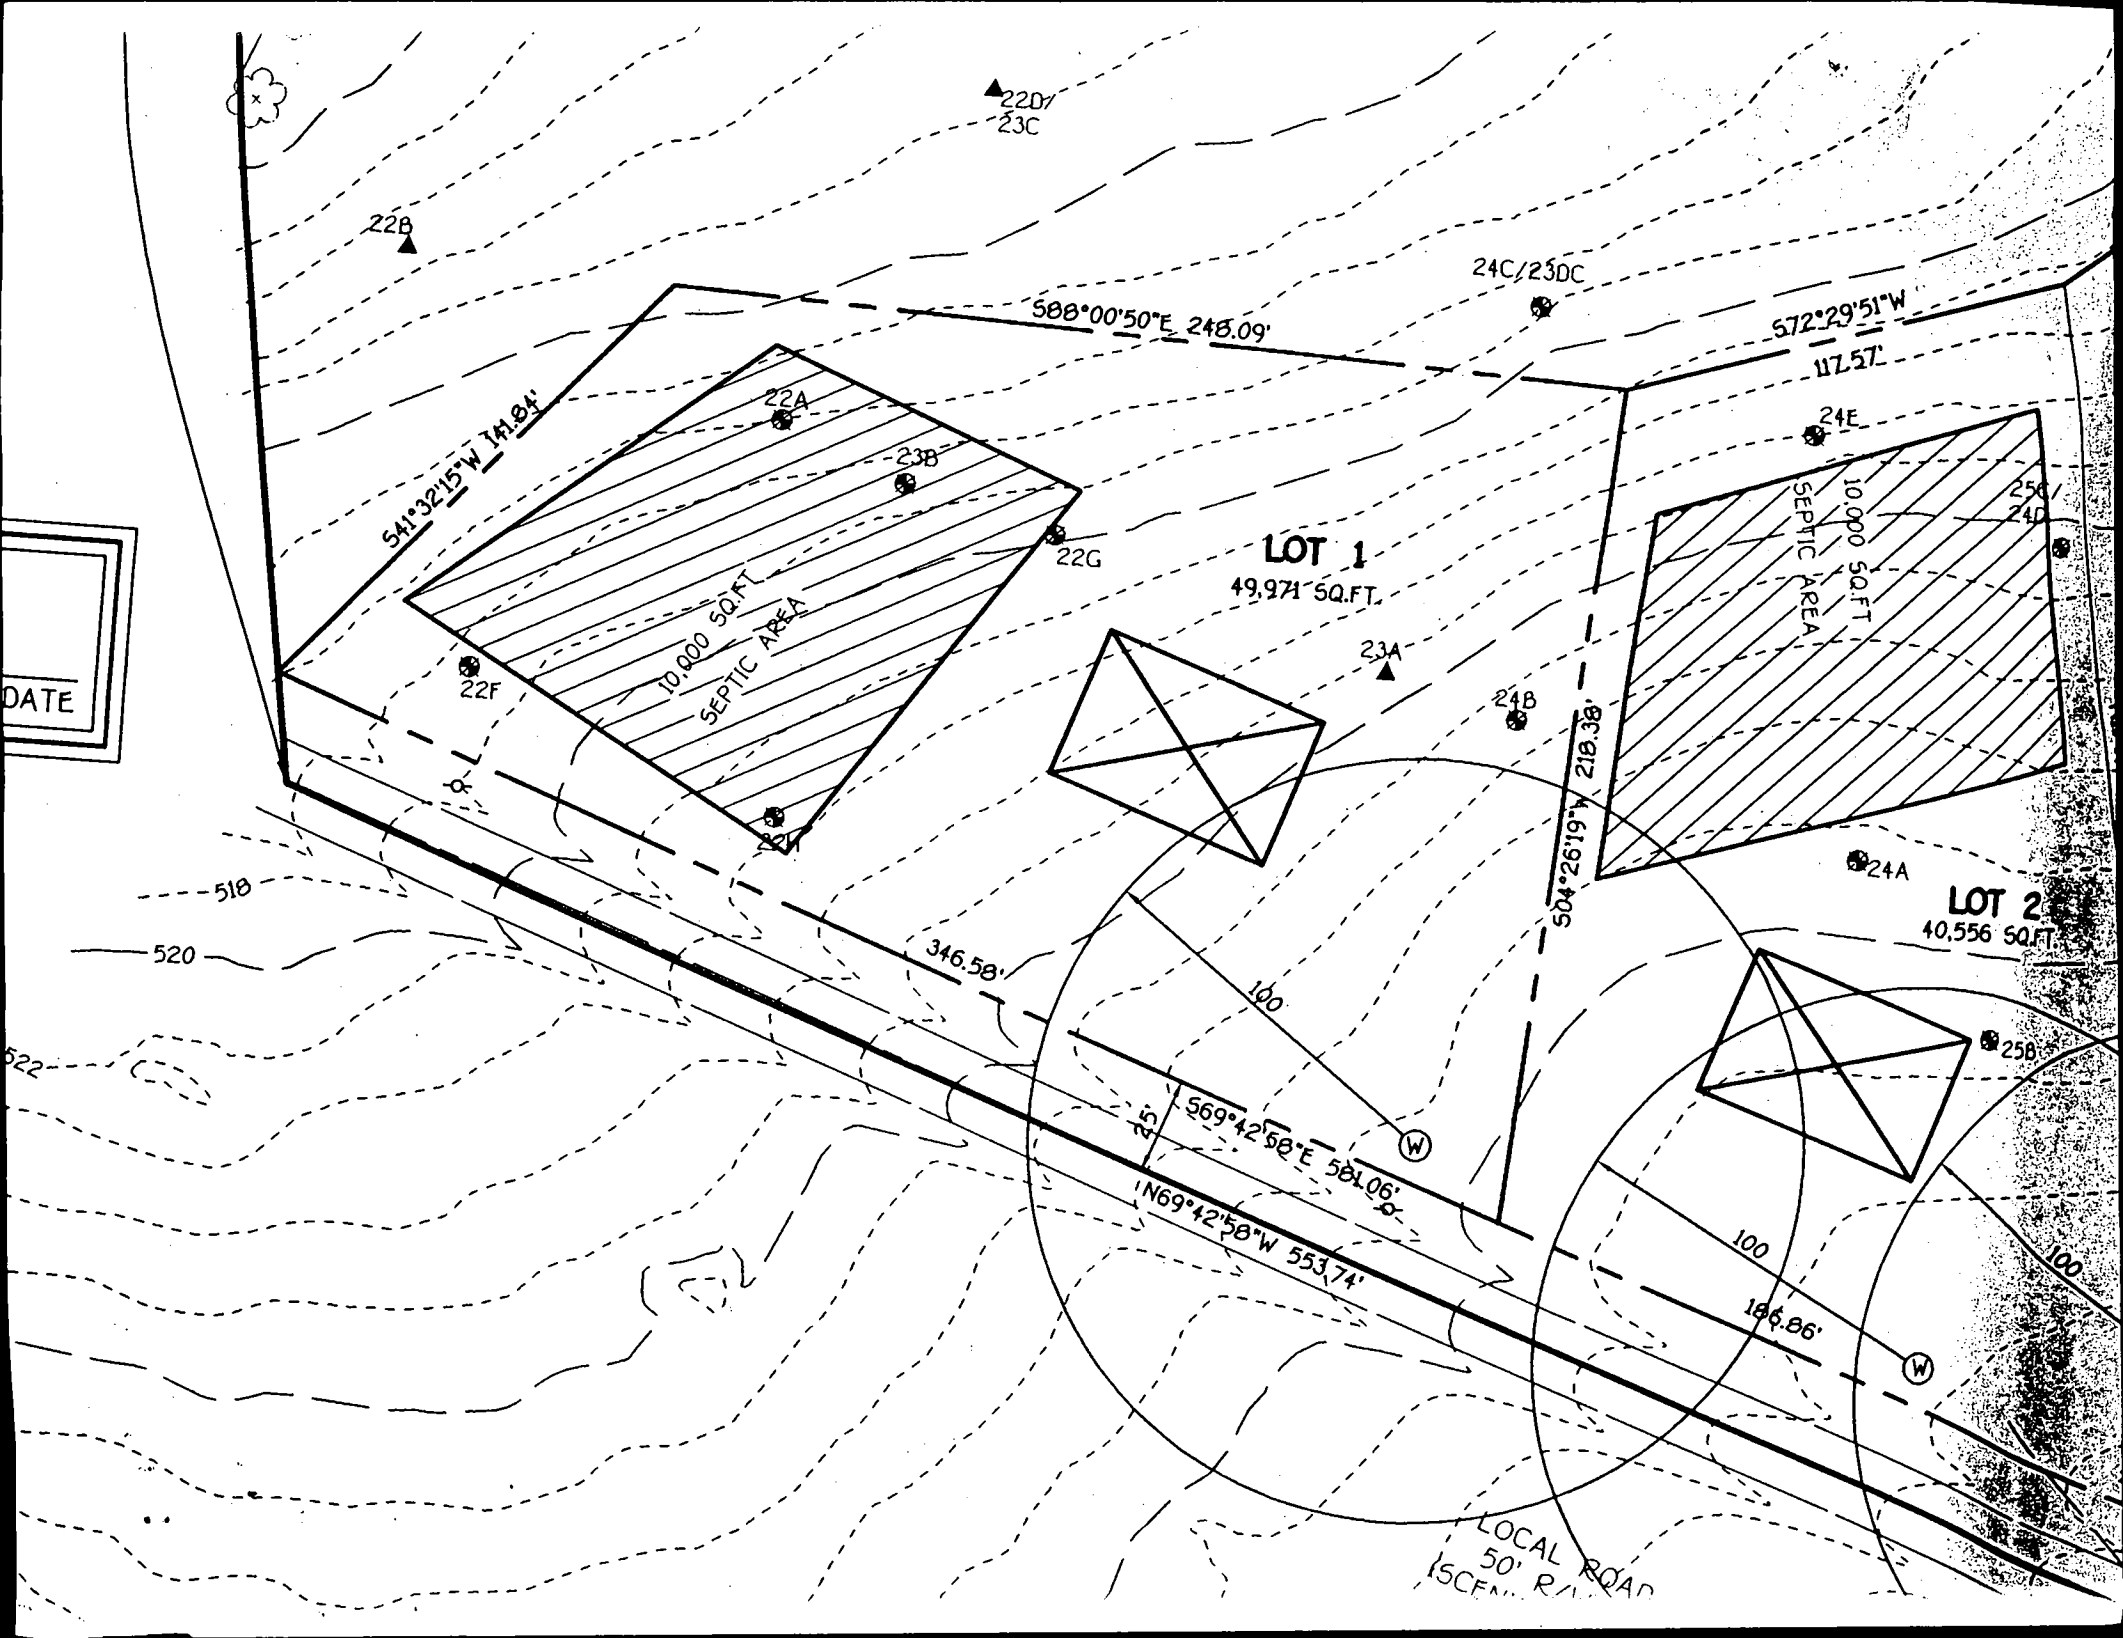 22D/
23C
22B
24C/23DC
S88°00'50"E 248.09'
S72°29'51"W
117.57'
22A
24E
S41°32'15"W 141.84'
23B
10,000 SQ.FT
SEPTIC AREA
25C/
24D
22G
LOT 1
49,971 SQ.FT.
10,000 SQ.FT
SEPTIC AREA
23A
22F
DATE
24B
S04°26'19"W 218.38'
22H
24A
518
LOT 2
40,556 SQ.FT.
520
346.58'
100
25B
522
25'
S69°42'58"E 581.06'
W
N69°42'58"W 553.74'
100
100
186.86'
W
LOCAL ROAD
50'